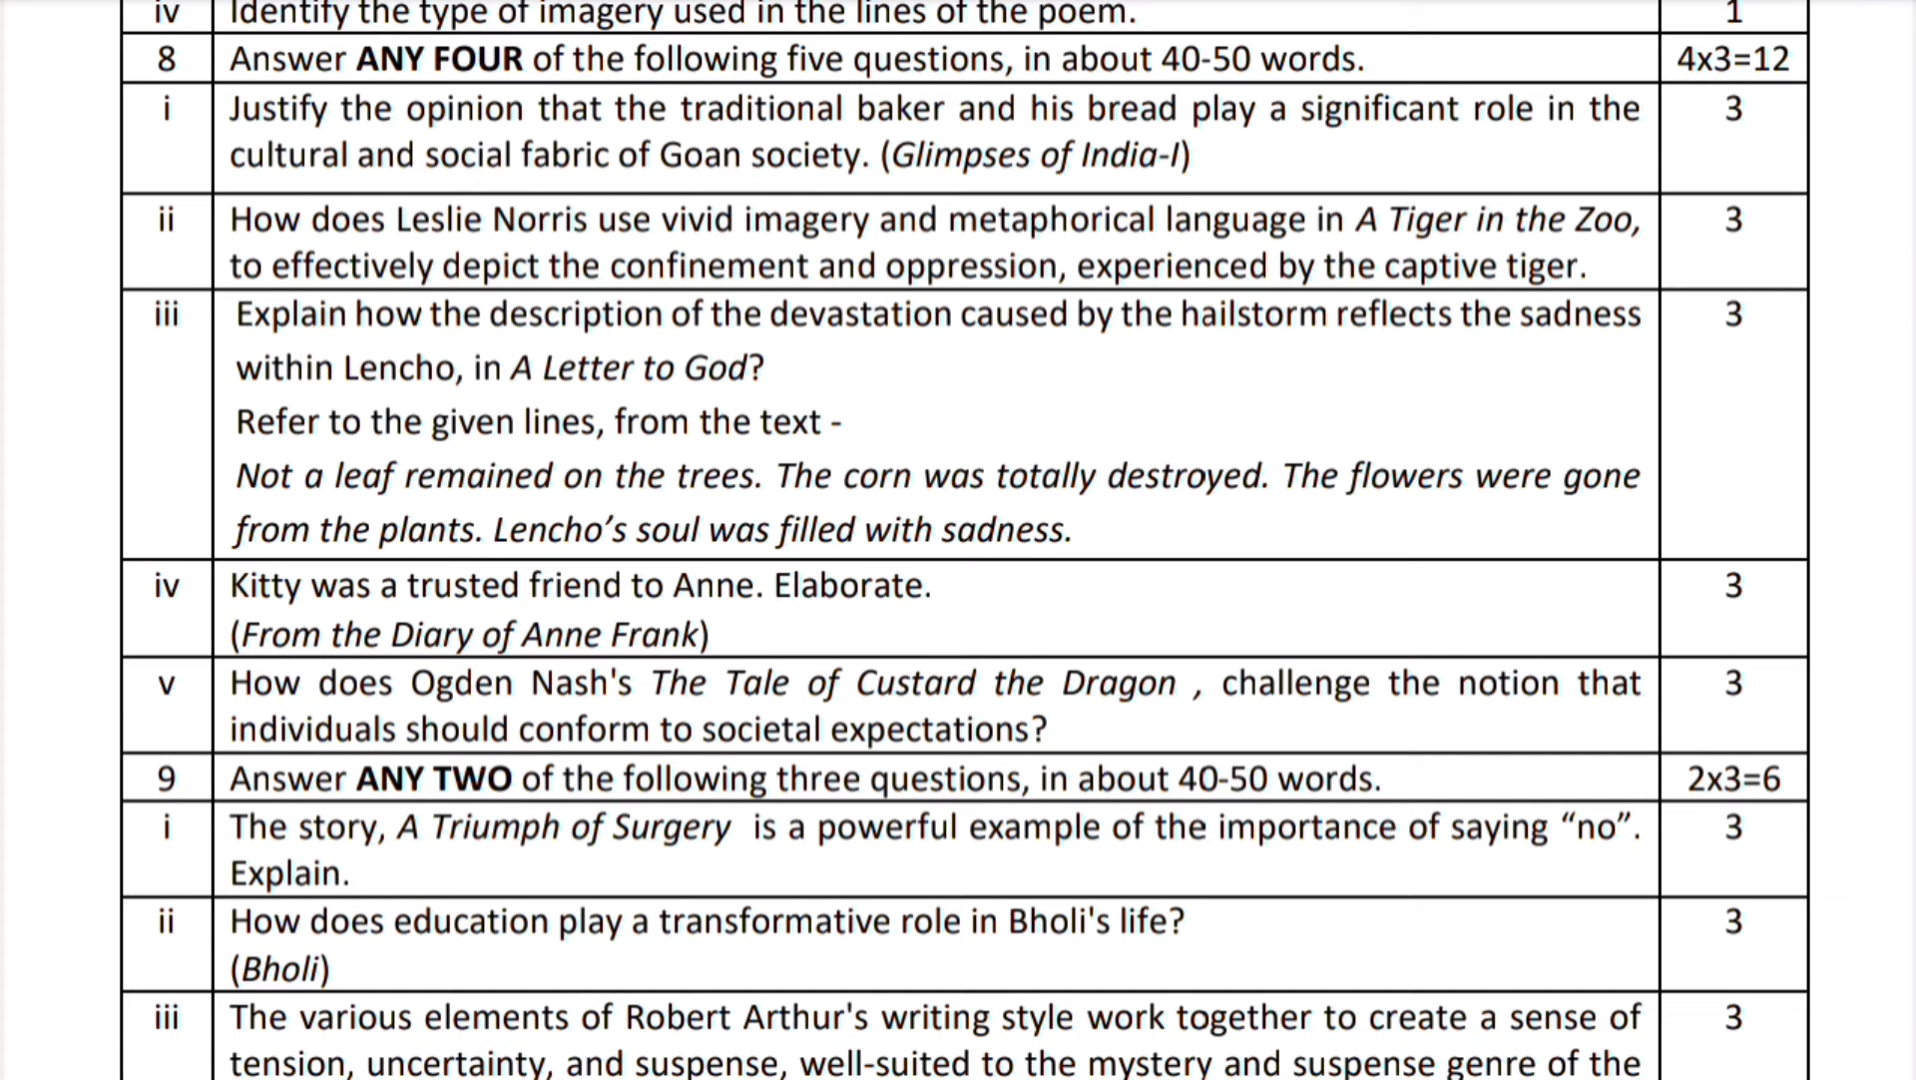 iv Identify the type of imagery used in the lines of the poem. 1
8 Answer ANY FOUR of the following five questions, in about 40-50 words. 4x3=12
i Justify the opinion that the traditional baker and his bread play a significant role in the 3
cultural and social fabric of Goan society. (Glimpses of India-I)
ii How does Leslie Norris use vivid imagery and metaphorical language in A Tiger in the Zoo, 3
to effectively depict the confinement and oppression, experienced by the captive tiger.
iii Explain how the description of the devastation caused by the hailstorm reflects the sadness 3
within Lencho, in A Letter to God?
Refer to the given lines, from the text -
Not a leaf remained on the trees. The corn was totally destroyed. The flowers were gone
from the plants. Lencho’s soul was filled with sadness.
iv Kitty was a trusted friend to Anne. Elaborate. 3
(From the Diary of Anne Frank)
v How does Ogden Nash's The Tale of Custard the Dragon , challenge the notion that 3
individuals should conform to societal expectations?
9 Answer ANY TWO of the following three questions, in about 40-50 words. 2x3=6
i The story, A Triumph of Surgery is a powerful example of the importance of saying “no”. 3
Explain.
ii How does education play a transformative role in Bholi's life? 3
(Bholi)
iii The various elements of Robert Arthur's writing style work together to create a sense of 3
tension, uncertainty, and suspense, well-suited to the mystery and suspense genre of the